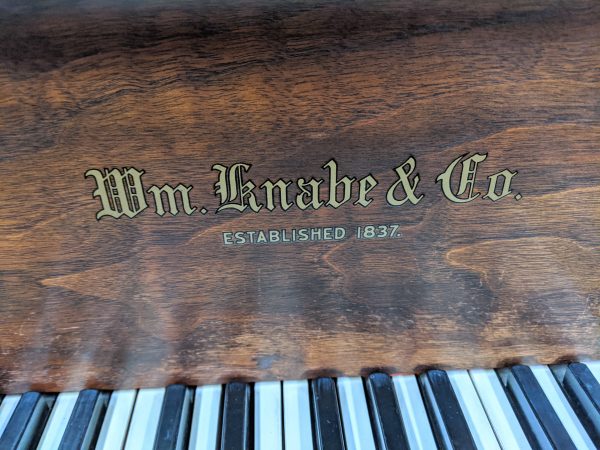 Wm. Knabe & Co.
ESTABLISHED 1837.